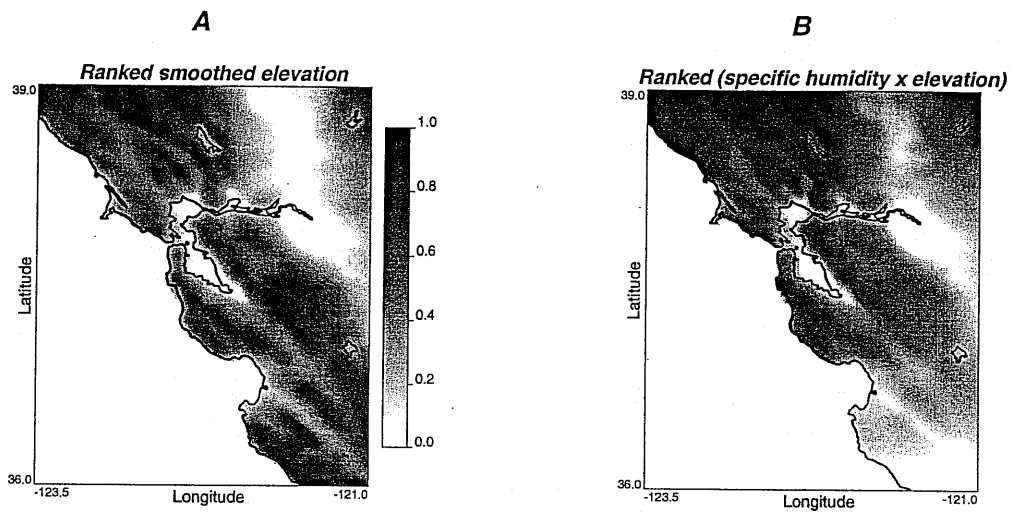 A
Ranked smoothed elevation
39.0
Latitude
36.0
-123.5
Longitude
-121.0
1.0
0.8
0.6
0.4
0.2
0.0
B
Ranked (specific humidity x elevation)
39.0
Latitude
36.0
-123.5
Longitude
-121.0